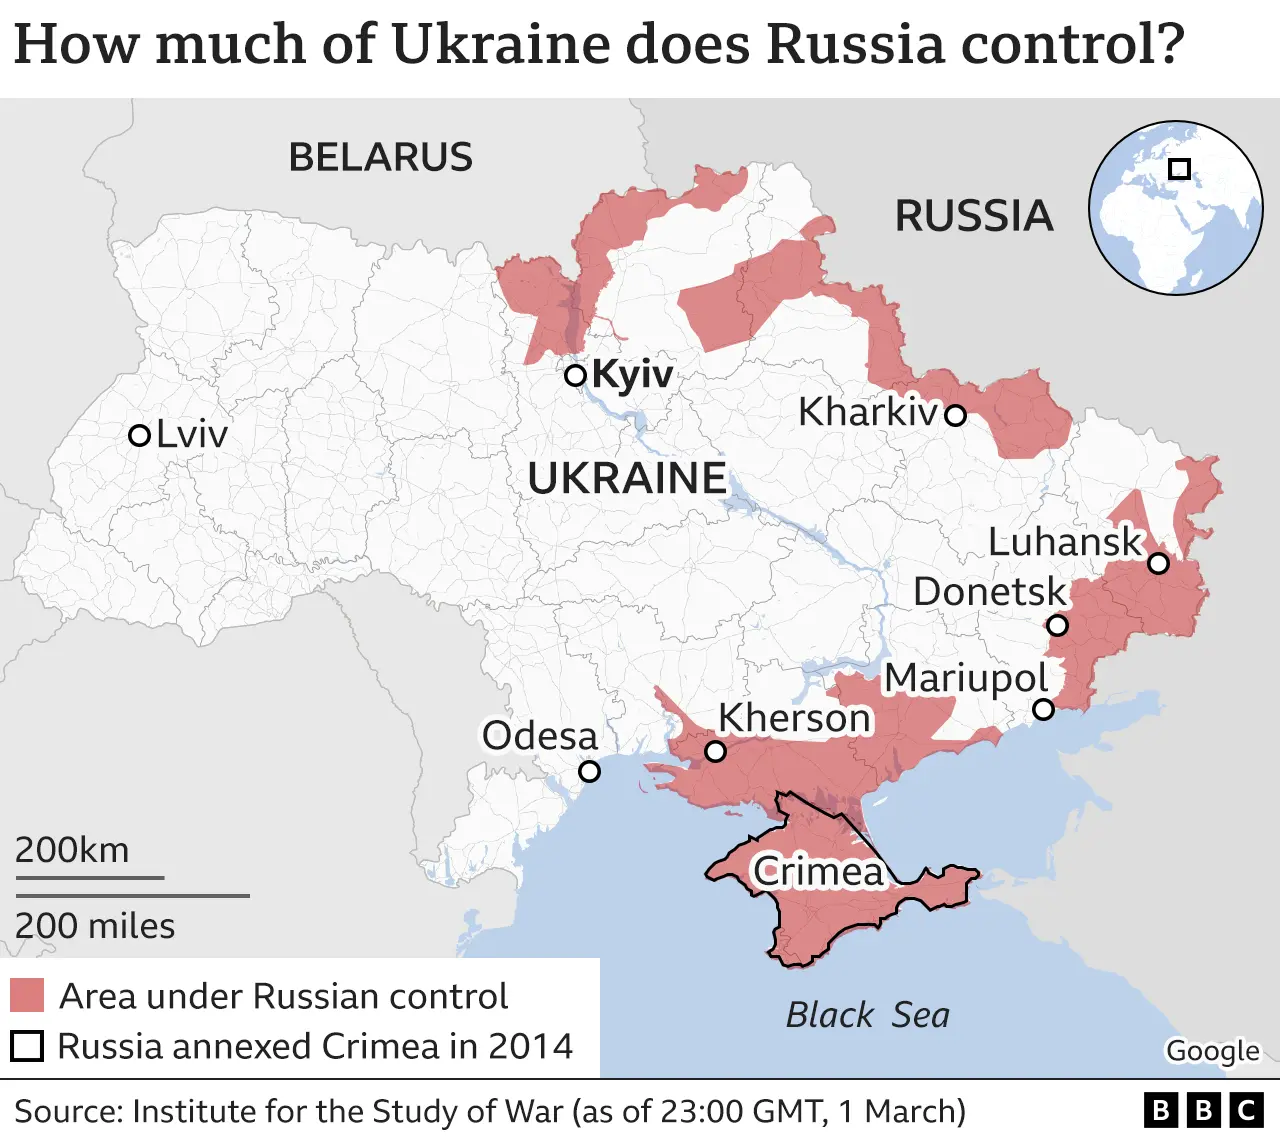 How much of Ukraine does Russia control?
BELARUS
RUSSIA
Kyiv
Kharkiv
Lviv
UKRAINE
Luhansk
Donetsk
Mariupol
Kherson
Odesa
200km
Crimea
200 miles
Area under Russian control
Black Sea
Russia annexed Crimea in 2014
Google
Source: Institute for the Study of War (as of 23:00 GMT, 1 March)
BBC